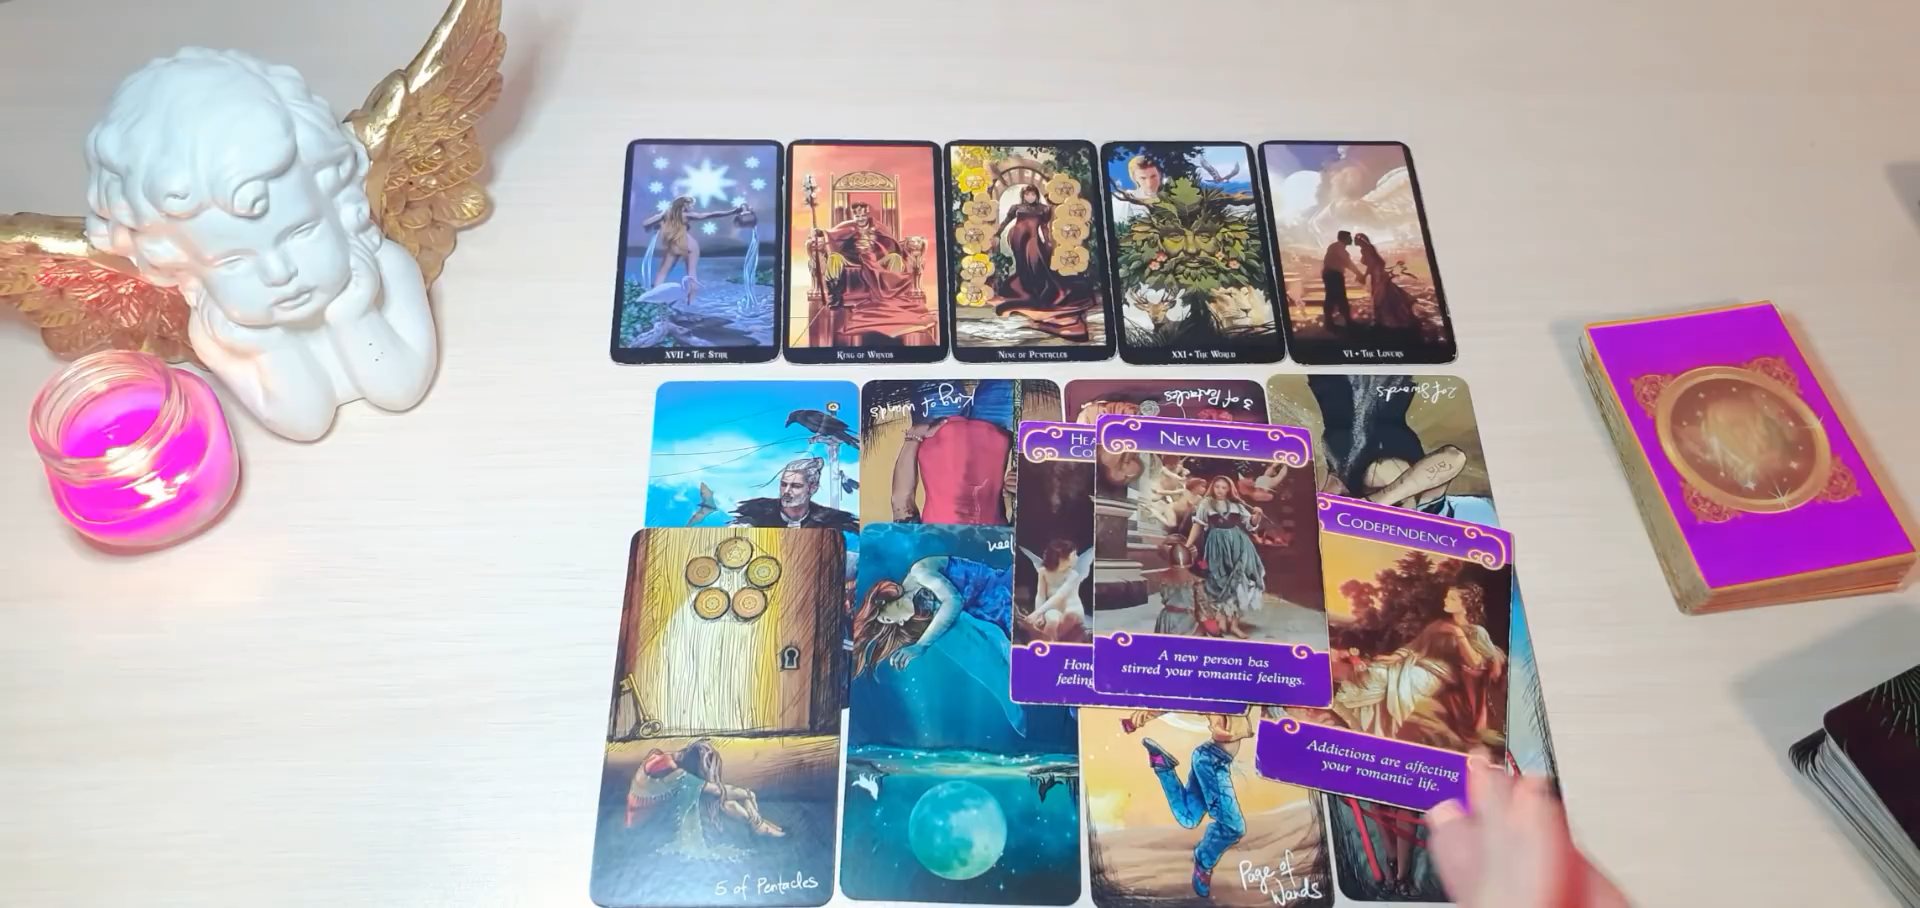 XVII • THE STAR
KING OF WANDS
NINE OF PENTACLES
XXI • THE WORLD
VI • THE LOVERS
King of Wands
3 of Pentacles
2 of Swords
NEW LOVE
A new person has
stirred your romantic feelings.
CODEPENDENCY
Addictions are affecting
your romantic life.
5 of Pentacles
Page of
Wands